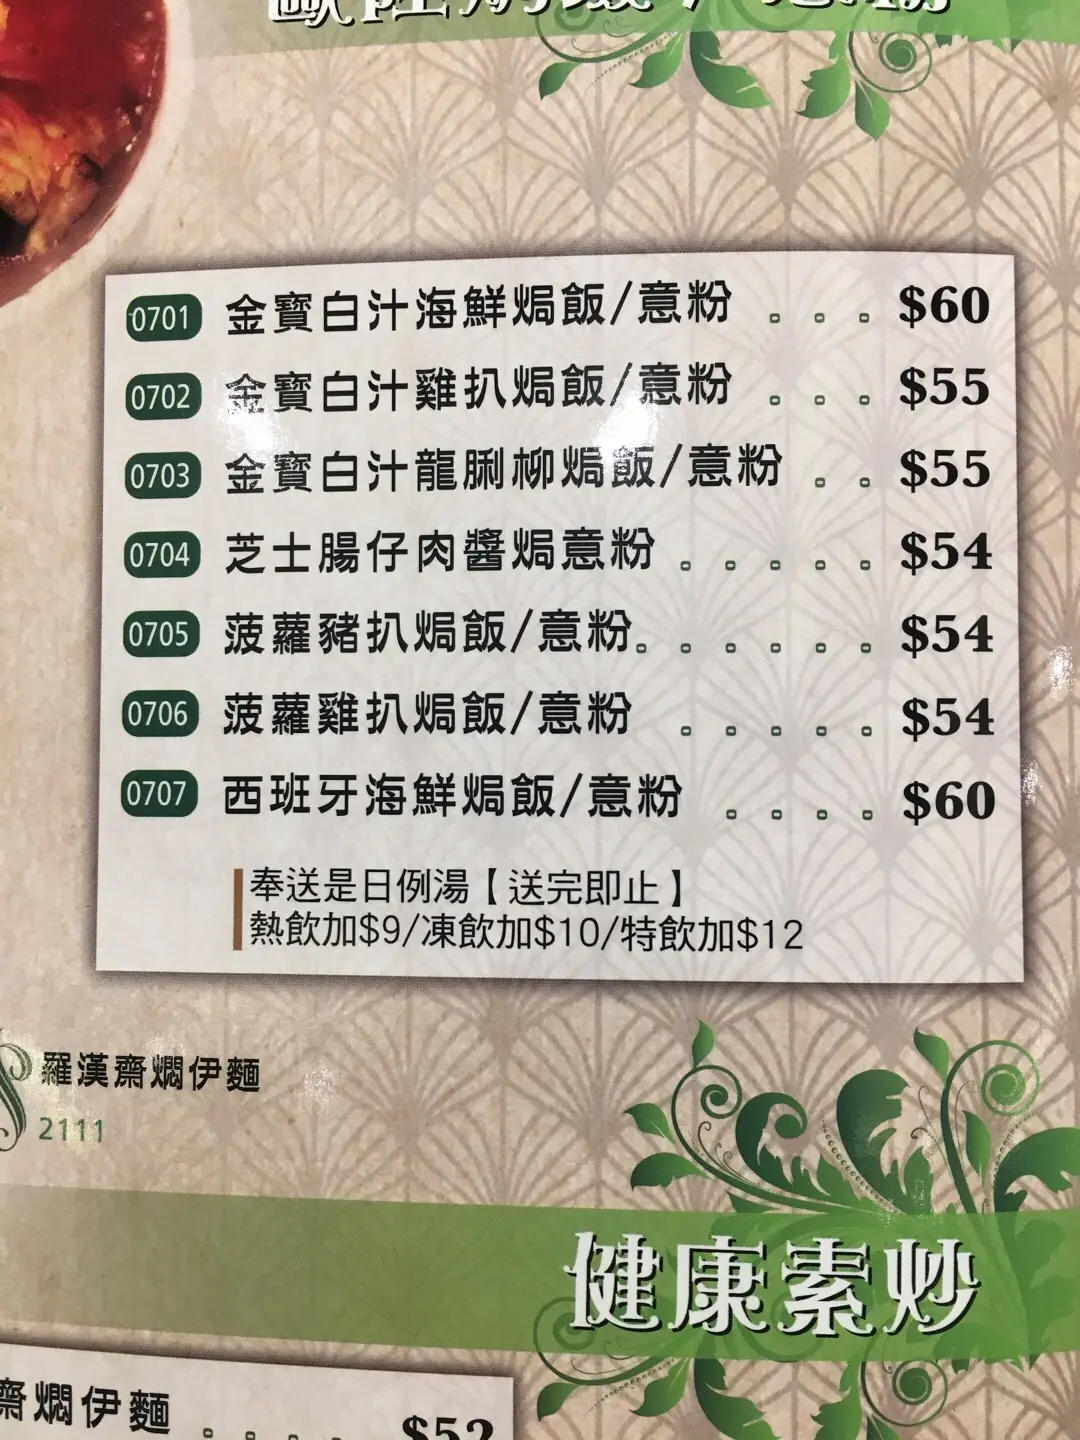 0701 金寶白汁海鮮焗飯/意粉 . . . $60
0702 金寶白汁雞扒焗飯/意粉 . . . $55
0703 金寶白汁龍脷柳焗飯/意粉 . . $55
0704 芝士腸仔肉醬焗意粉 . . . . . $54
0705 菠蘿豬扒焗飯/意粉. . . . . . $54
0706 菠蘿雞扒焗飯/意粉 . . . . . $54
0707 西班牙海鮮焗飯/意粉 . . . . $60
奉送是日例湯【送完即止】
熱飲加$9/凍飲加$10/特飲加$12
羅漢齋燜伊麵
2111
健康素炒
齋燜伊麵 . . . . $52